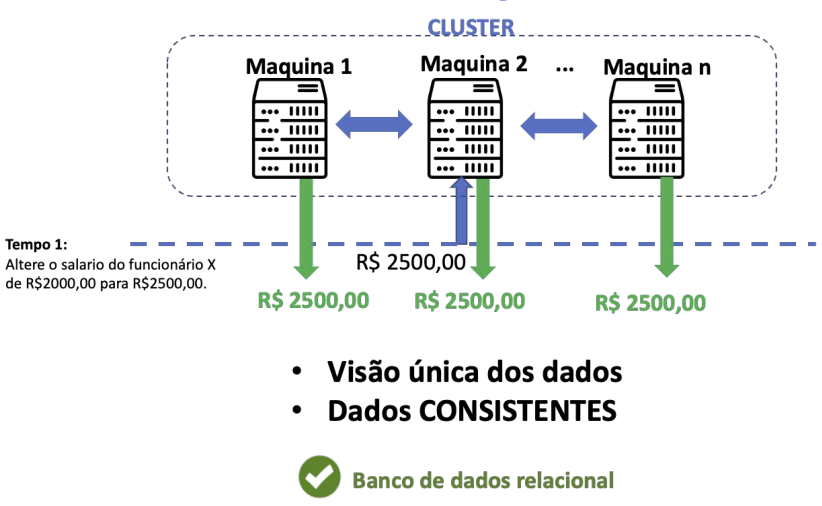 CLUSTER
Maquina 1
Maquina 2
...
Maquina n
Tempo 1:
Altere o salario do funcionário X
de R$2000,00 para R$2500,00.
R$ 2500,00
R$ 2500,00
R$ 2500,00
R$ 2500,00
• Visão única dos dados
• Dados CONSISTENTES
Banco de dados relacional